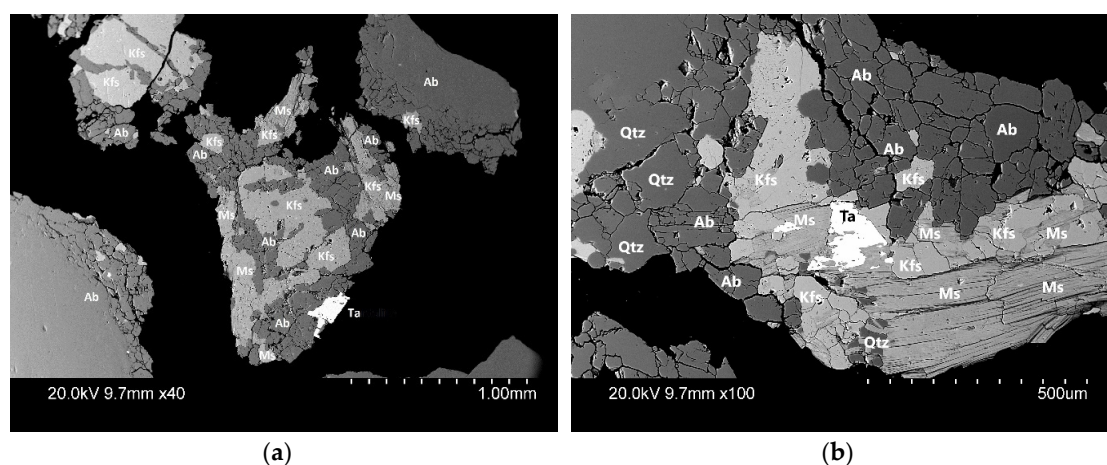 Kfs
Kfs
Ab
Ab
Kfs
Ms
Kfs
Kfs
Ab
Ab
Ab
Kfs
Ms
Ms
Kfs
Ab
Ab
Kfs
Ms
Ab
Ab
Ta
Ms
20.0kV 9.7mm x40
1.00mm
(a)
Qtz
Ab
Ab
Ab
Qtz
Kfs
Kfs
Ab
Ms
Ta
Ms
Kfs
Ms
Qtz
Kfs
Ab
Kfs
Ms
Ms
Qtz
20.0kV 9.7mm x100
500um
(b)